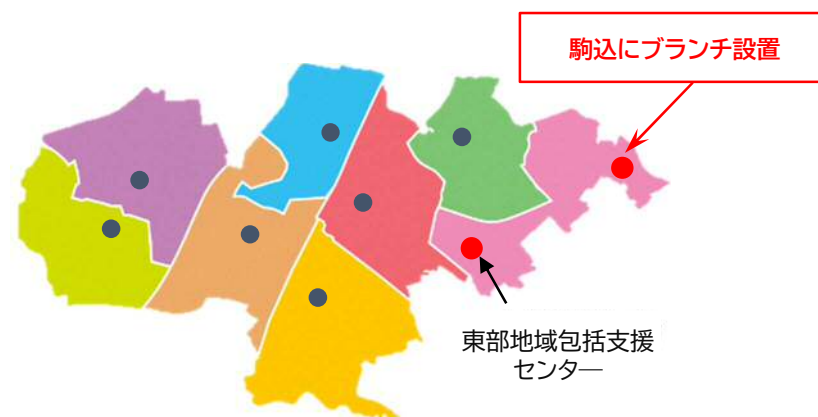 駒込にブランチ設置
東部地域包括支援
センター